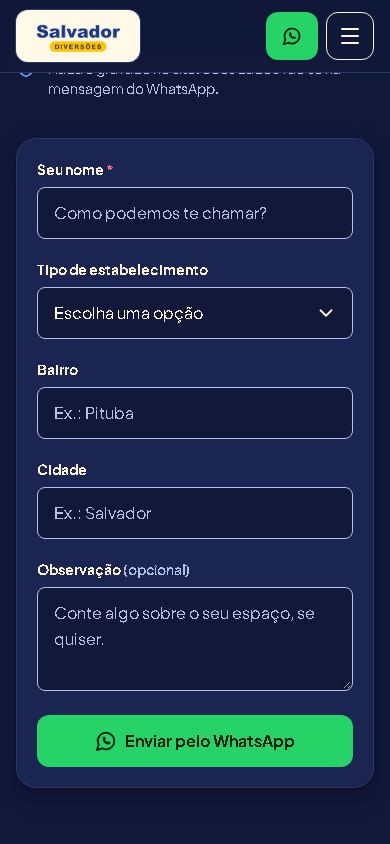 Salvador
DIVERSÕES
mensagem do WhatsApp.
Seu nome *
Como podemos te chamar?
Tipo de estabelecimento
Escolha uma opção
Bairro
Ex.: Pituba
Cidade
Ex.: Salvador
Observação (opcional)
Conte algo sobre o seu espaço, se
quiser.
Enviar pelo WhatsApp